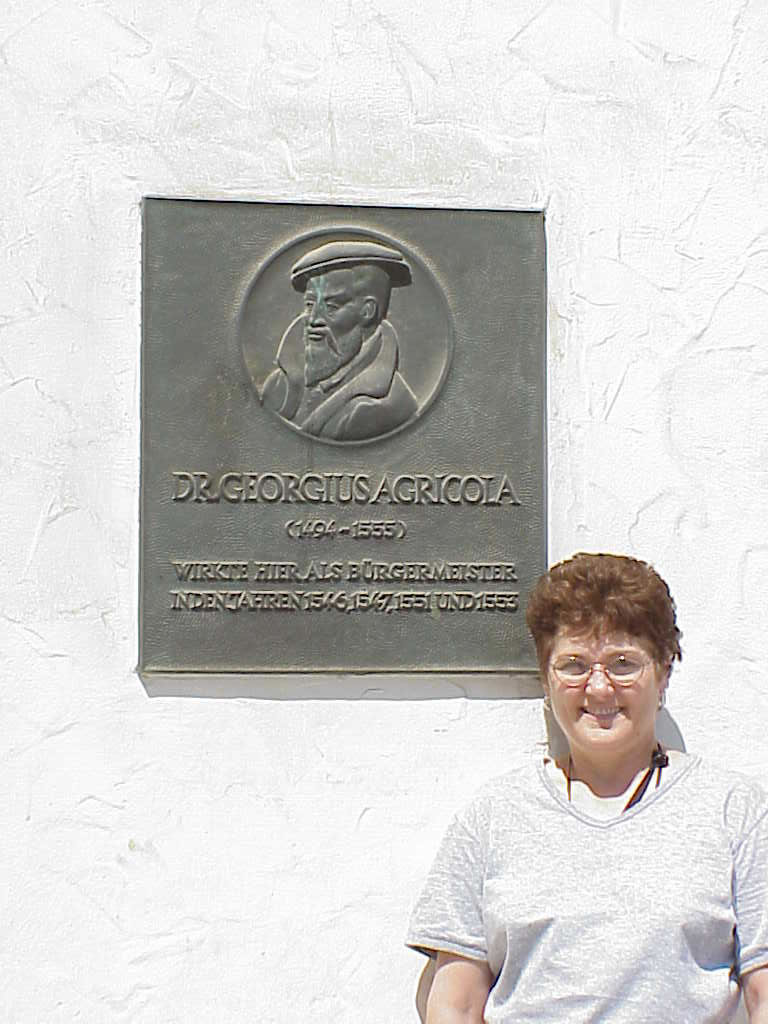 DR. GEORGIUS AGRICOLA
(1494-1555)
WIRKTE HIER ALS BÜRGERMEISTER
IN DEN JAHREN 1546, 1547, 1551 UND 1553